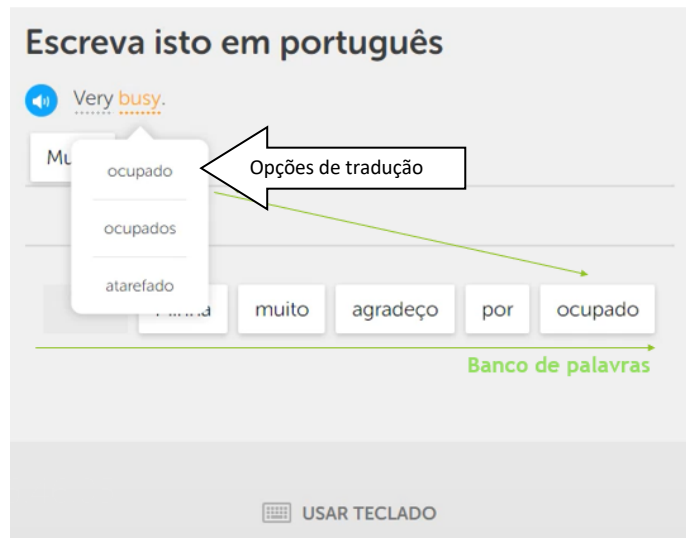 Escreva isto em português
Very busy.
Mu
ocupado
Opções de tradução
ocupados
atarefado
muito agradeço por ocupado
Banco de palavras
USAR TECLADO